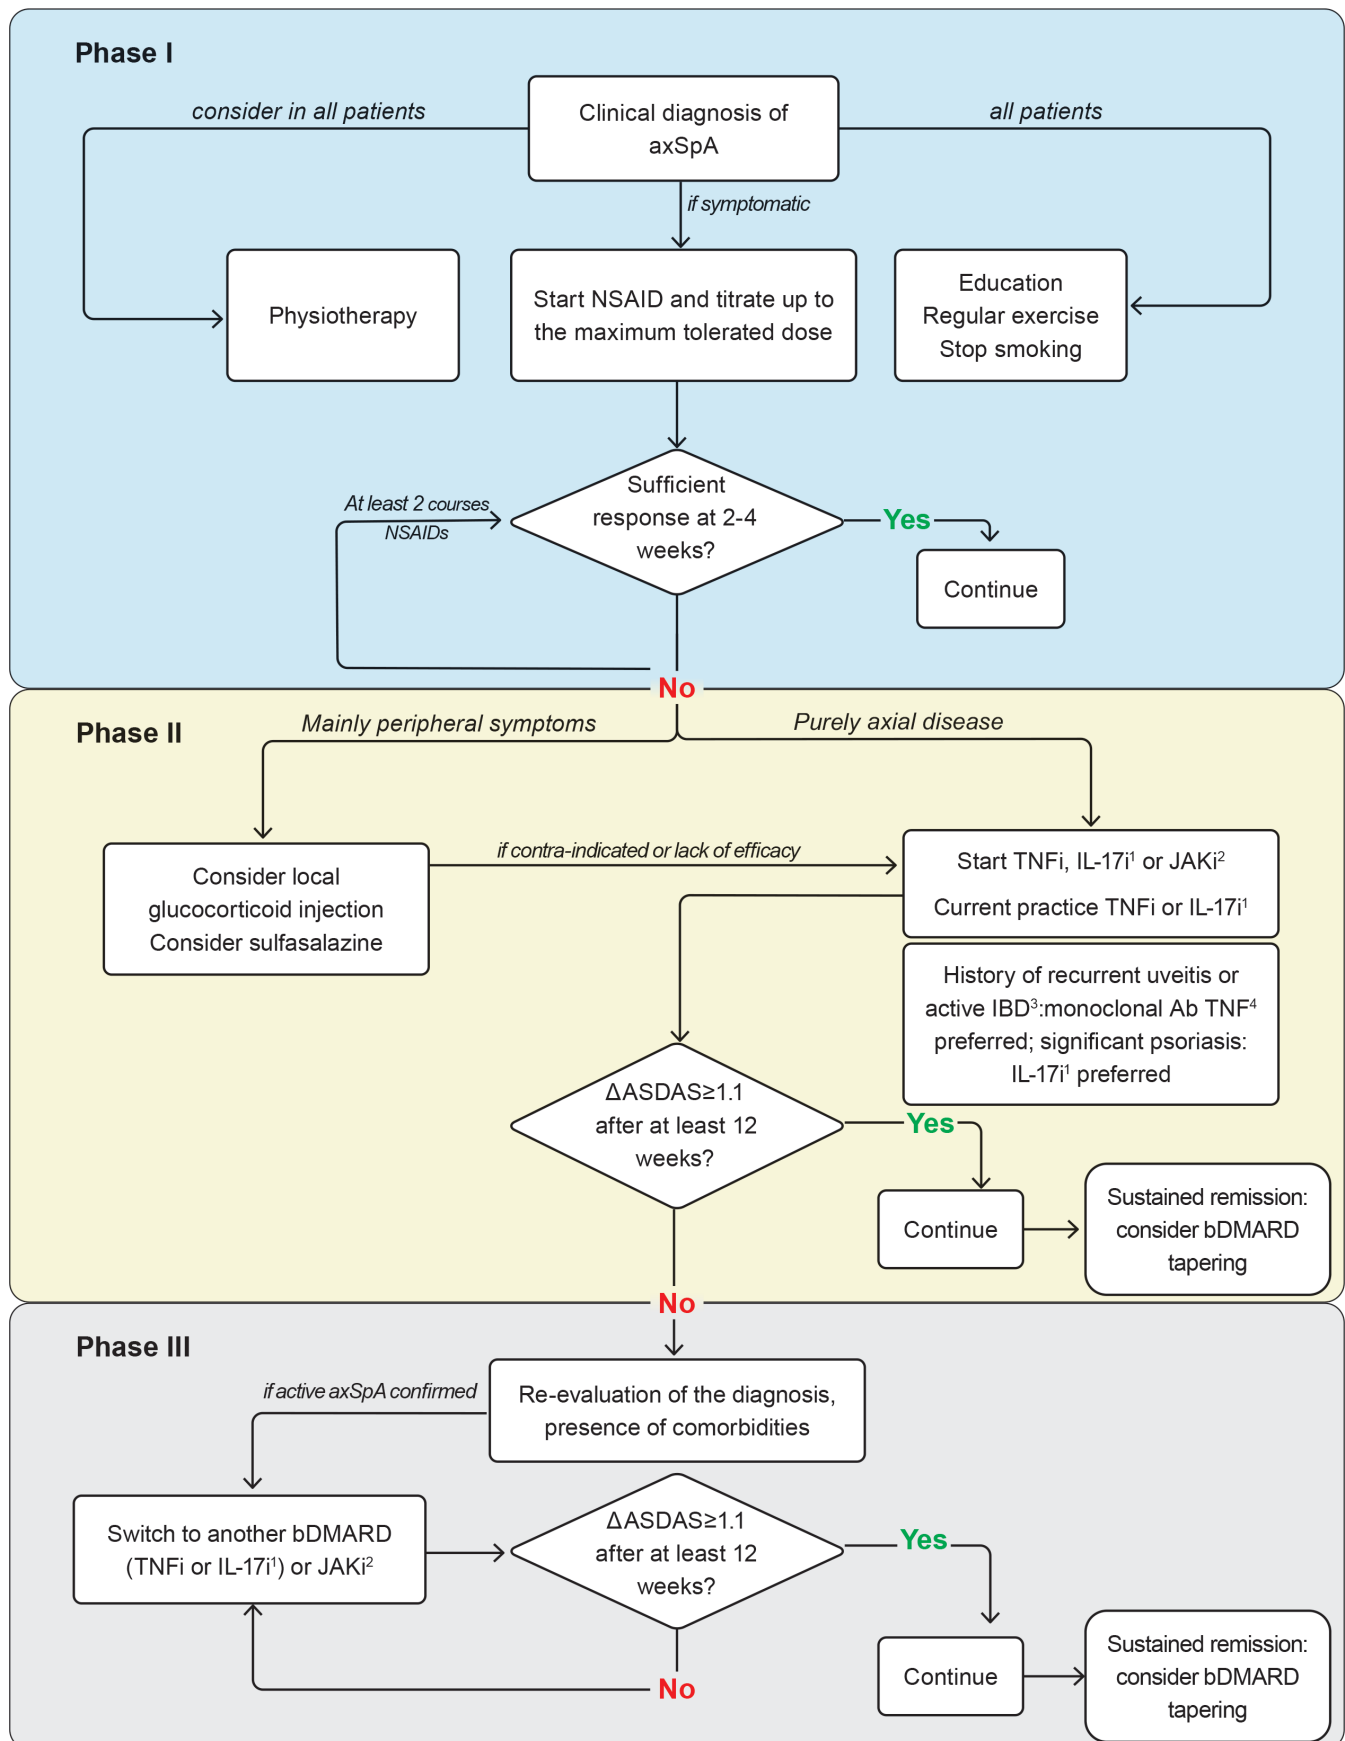 Phase I
consider in all patients
Clinical diagnosis of
axSpA
all patients
if symptomatic
Physiotherapy
Start NSAID and titrate up to
the maximum tolerated dose
Education
Regular exercise
Stop smoking
At least 2 courses
NSAIDs
Sufficient
response at 2-4
weeks?
Yes
Continue
No
Phase II
Mainly peripheral symptoms
Purely axial disease
Consider local
glucocorticoid injection
Consider sulfasalazine
if contra-indicated or lack of efficacy
Start TNFi, IL-17i¹ or JAKi²
Current practice TNFi or IL-17i¹
History of recurrent uveitis or
active IBD³:monoclonal Ab TNF⁴
preferred; significant psoriasis:
IL-17i¹ preferred
ΔASDAS≥1.1
after at least 12
weeks?
Yes
Continue
Sustained remission:
consider bDMARD
tapering
No
Phase III
if active axSpA confirmed
Re-evaluation of the diagnosis,
presence of comorbidities
Switch to another bDMARD
(TNFi or IL-17i¹) or JAKi²
ΔASDAS≥1.1
after at least 12
weeks?
Yes
Continue
Sustained remission:
consider bDMARD
tapering
No